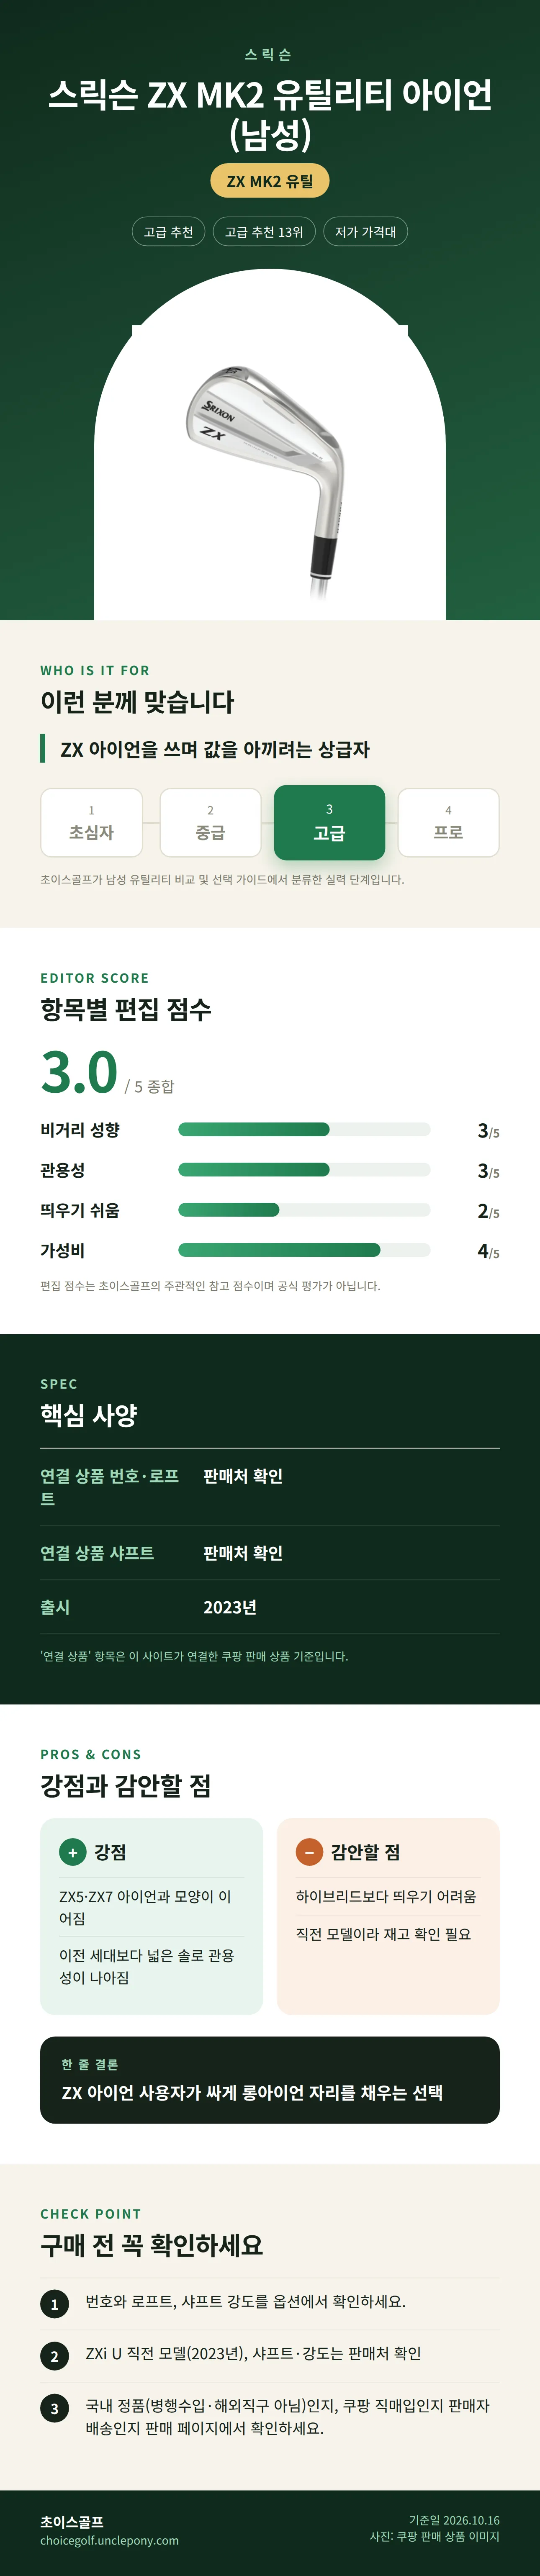 스릭슨
스릭슨 ZX MK2 유틸리티 아이언
(남성)
ZX MK2 유틸
고급 추천
고급 추천 13위
저가 가격대
SRIXON
ZX
WHO IS IT FOR
이런 분께 맞습니다
ZX 아이언을 쓰며 값을 아끼려는 상급자
1
초심자
2
중급
3
고급
4
프로
초이스골프가 남성 유틸리티 비교 및 선택 가이드에서 분류한 실력 단계입니다.
EDITOR SCORE
항목별 편집 점수
3.0 / 5 종합
비거리 성향 3/5
관용성 3/5
띄우기 쉬움 2/5
가성비 4/5
편집 점수는 초이스골프의 주관적인 참고 점수이며 공식 평가가 아닙니다.
SPEC
핵심 사양
연결 상품 번호·로프 판매처 확인
트
연결 상품 샤프트 판매처 확인
출시 2023년
'연결 상품' 항목은 이 사이트가 연결한 쿠팡 판매 상품 기준입니다.
PROS & CONS
강점과 감안할 점
+ 강점
ZX5·ZX7 아이언과 모양이 이
어짐
이전 세대보다 넓은 솔로 관용
성이 나아짐
− 감안할 점
하이브리드보다 띄우기 어려움
직전 모델이라 재고 확인 필요
한 줄 결론
ZX 아이언 사용자가 싸게 롱아이언 자리를 채우는 선택
CHECK POINT
구매 전 꼭 확인하세요
1 번호와 로프트, 샤프트 강도를 옵션에서 확인하세요.
2 ZXi U 직전 모델(2023년), 샤프트·강도는 판매처 확인
3 국내 정품(병행수입·해외직구 아님)인지, 쿠팡 직매입인지 판매자
배송인지 판매 페이지에서 확인하세요.
초이스골프
choicegolf.unclepony.com
기준일 2026.10.16
사진: 쿠팡 판매 상품 이미지